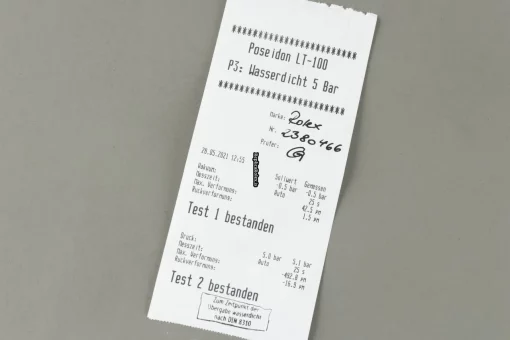 ************************
Poseidon LT-100
P3: Wasserdicht 5 Bar
************************
Marke: Rolex
Nr. 2380466
Prüfer:
28.05.2021 12:55
Sollwert Gemessen
Vakuum: -0.5 bar -0.5 bar
Messzeit: Auto 25 s
Max. Verformung: 42.5 µm
Rückverformung: 1.5 µm
Test 1 bestanden
Druck: 5.0 bar 5.1 bar
Messzeit: Auto 25 s
Max. Verformung: -492.0 µm
Rückverformung: -16.9 µm
Test 2 bestanden
Zum Zeitpunkt der
Übergabe wasserdicht
nach DIN 8310